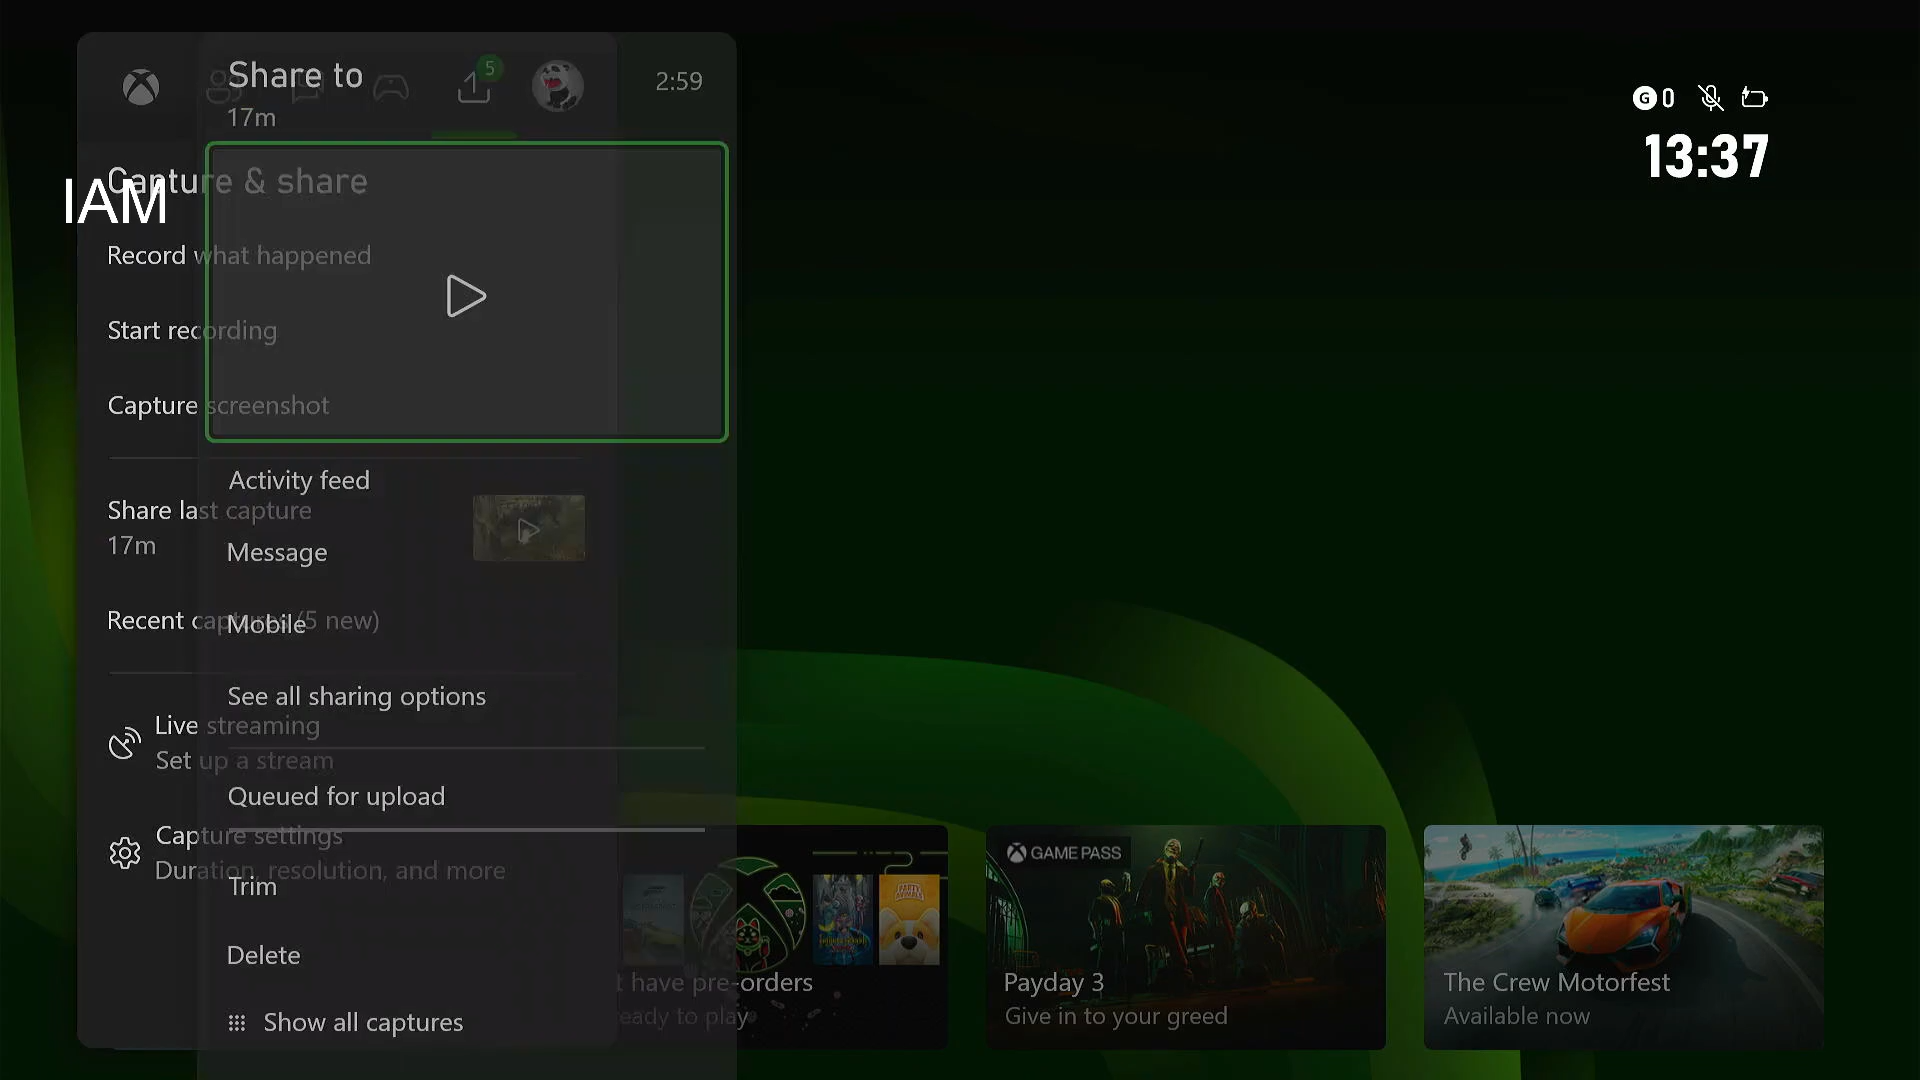 Share to
5
2:59
17m
G 0
13:37
Capture & share
IAM
Record what happened
Start recording
Capture screenshot
Activity feed
Share last capture
17m
Message
Recent captures (5 new)
Mobile
See all sharing options
Live streaming
Set up a stream
Queued for upload
Capture settings
Duration, resolution, and more
Trim
Delete
Show all captures
have pre-orders
ready to play
GAME PASS
Payday 3
Give in to your greed
The Crew Motorfest
Available now